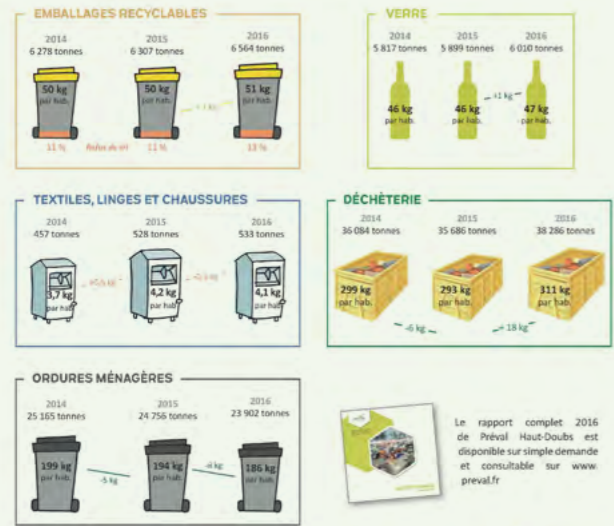 EMBALLAGES RECYCLABLES
2014
6 278 tonnes
50 kg
par hab.
11 %
Refus de tri
2015
6 307 tonnes
50 kg
par hab.
11 %
+ 1 kg
2016
6 564 tonnes
51 kg
par hab.
13 %
VERRE
2014
5 817 tonnes
46 kg
par hab.
2015
5 899 tonnes
46 kg
par hab.
+1 kg
2016
6 010 tonnes
47 kg
par hab.
TEXTILES, LINGES ET CHAUSSURES
2014
457 tonnes
3,7 kg
par hab.
2015
528 tonnes
4,2 kg
par hab.
2016
533 tonnes
4,1 kg
par hab.
DÉCHÈTERIE
2014
36 084 tonnes
299 kg
par hab.
-6 kg
2015
35 686 tonnes
293 kg
par hab.
+ 18 kg
2016
38 286 tonnes
311 kg
par hab.
ORDURES MÉNAGÈRES
2014
25 165 tonnes
199 kg
par hab.
-5 kg
2015
24 756 tonnes
194 kg
par hab.
2016
23 902 tonnes
186 kg
par hab.
Le rapport complet 2016
de Préval Haut-Doubs est
disponible sur simple demande
et consultable sur www.
preval.fr